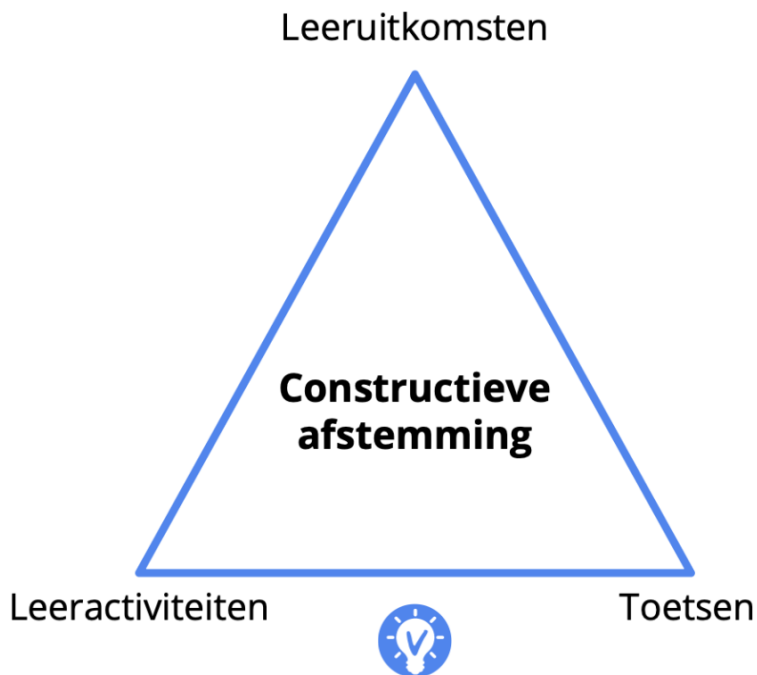 Leeruitkomsten
Constructieve
afstemming
Leeractiviteiten
Toetsen